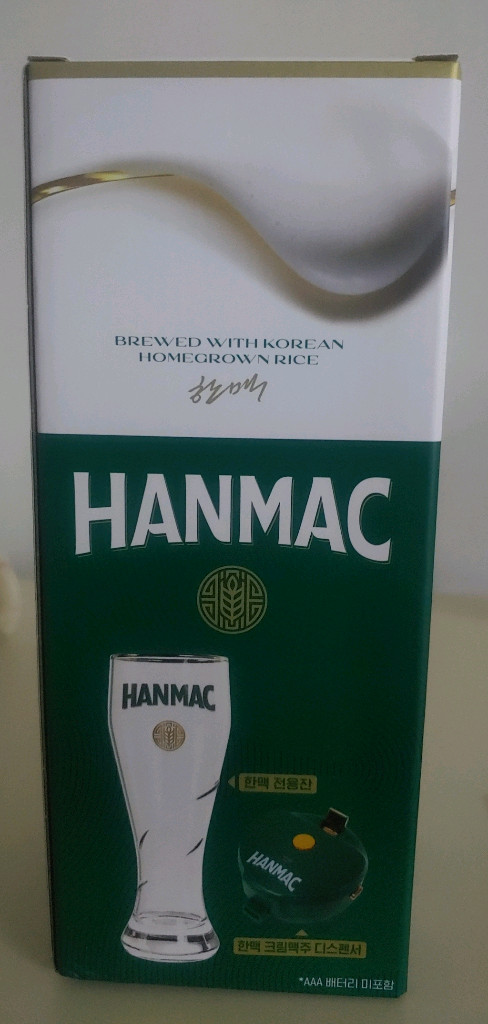 BREWED WITH KOREAN
HOMEGROWN RICE
한맥
HANMAC
HANMAC
한맥 전용잔
HANMAC
한맥 크림맥주 디스펜서
*AAA 배터리 미포함